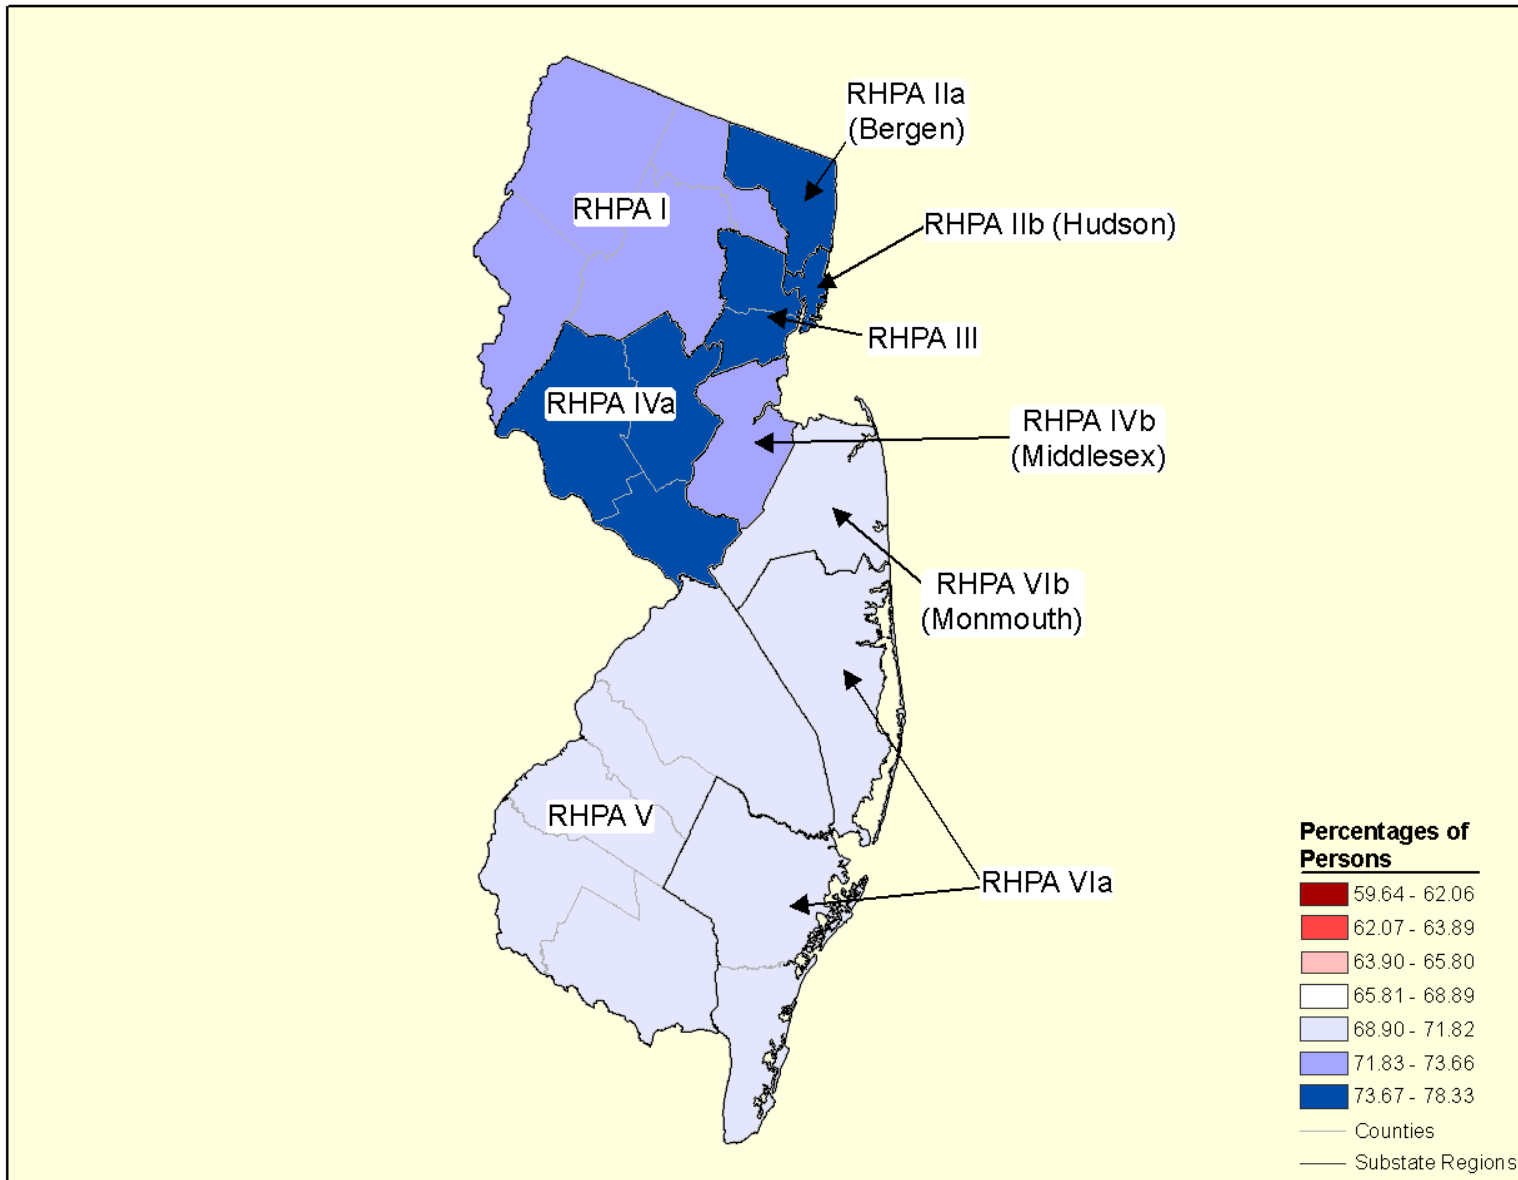 RHPA IIa
(Bergen)
RHPA I
RHPA IIb (Hudson)
RHPA III
RHPA IVa
RHPA IVb
(Middlesex)
RHPA VIb
(Monmouth)
RHPA V
RHPA VIa
Percentages of
Persons
59.64 - 62.06
62.07 - 63.89
63.90 - 65.80
65.81 - 68.89
68.90 - 71.82
71.83 - 73.66
73.67 - 78.33
Counties
Substate Regions